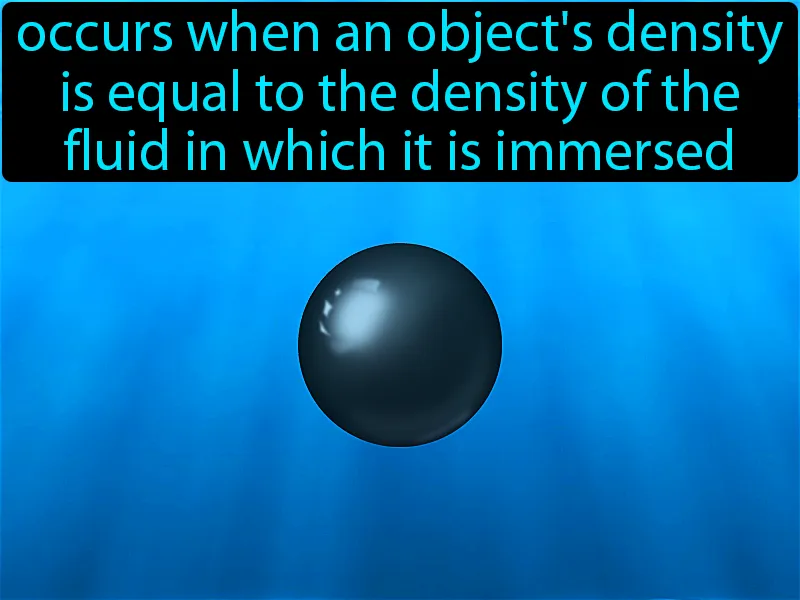 occurs when an object's density
is equal to the density of the
fluid in which it is immersed